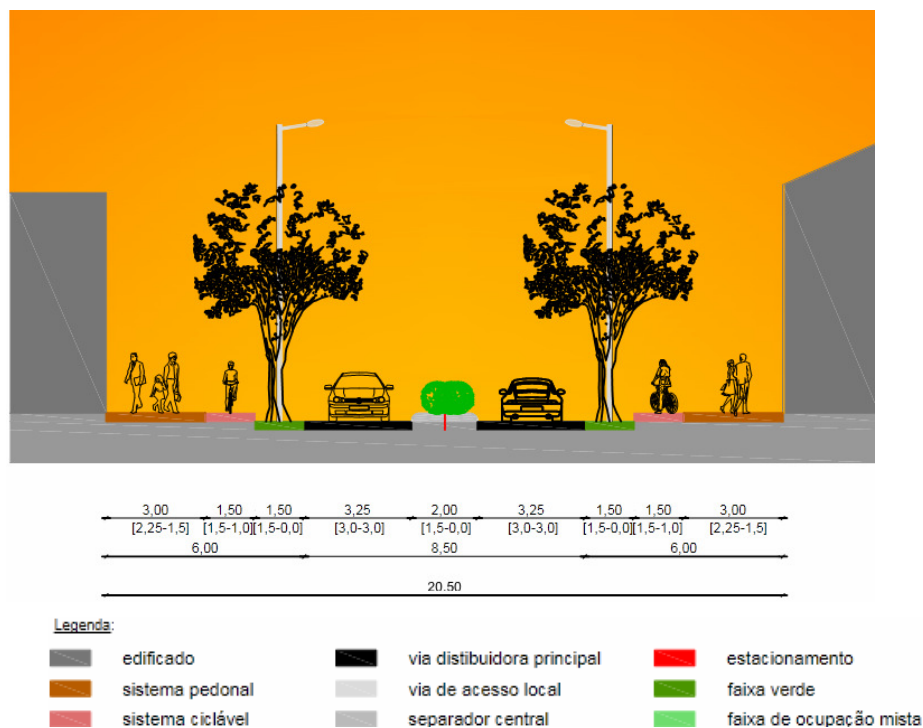 3,00 1,50 1,50 3,25 2,00 3,25 1,50 1,50 3,00
[2,25-1,5] [1,5-1,0] [1,5-0,0] [3,0-3,0] [1,5-0,0] [3,0-3,0] [1,5-0,0] [1,5-1,0] [2,25-1,5]
6,00 8,50 6,00
20.50
Legenda:
edificado via distibuidora principal estacionamento
sistema pedonal via de acesso local faixa verde
sistema ciclável separador central faixa de ocupação mista